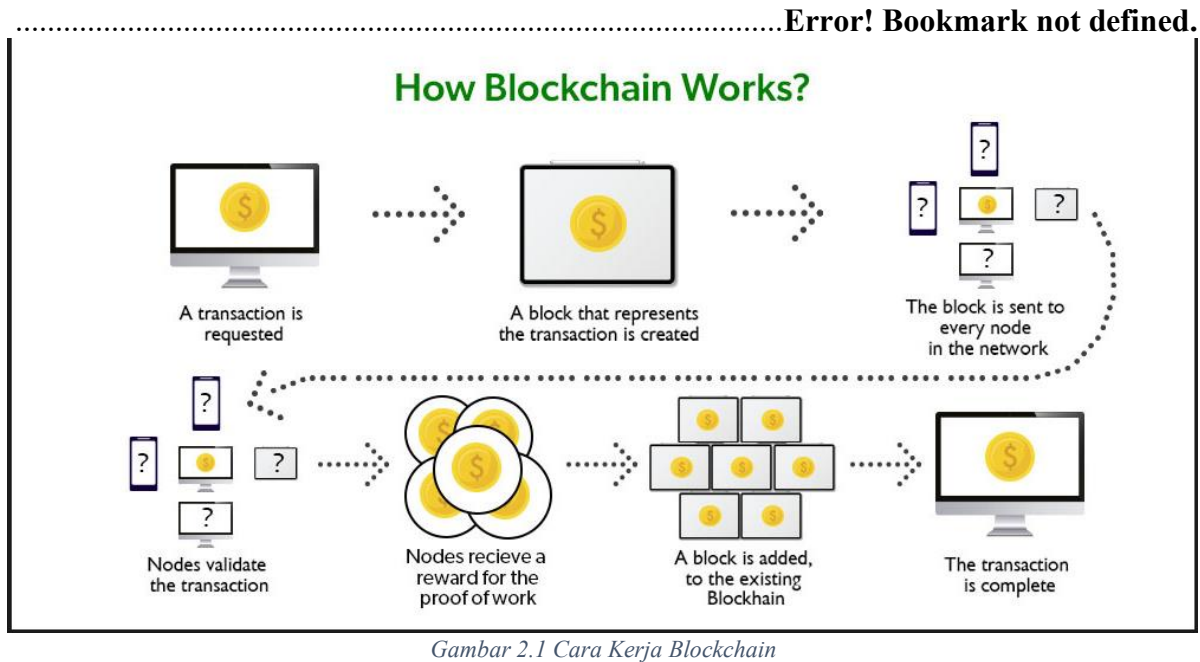 ..........................................................................................Error! Bookmark not defined.
How Blockchain Works?
$
$
?
?
$
?
?
A transaction is
requested
A block that represents
the transaction is created
The block is sent to
every node
in the network
?
?
$
?
?
Nodes validate
the transaction
$
$
$
Nodes recieve a
reward for the
proof of work
$
$
$
$
$
$
$
A block is added,
to the existing
Blockhain
$
The transaction
is complete
Gambar 2.1 Cara Kerja Blockchain